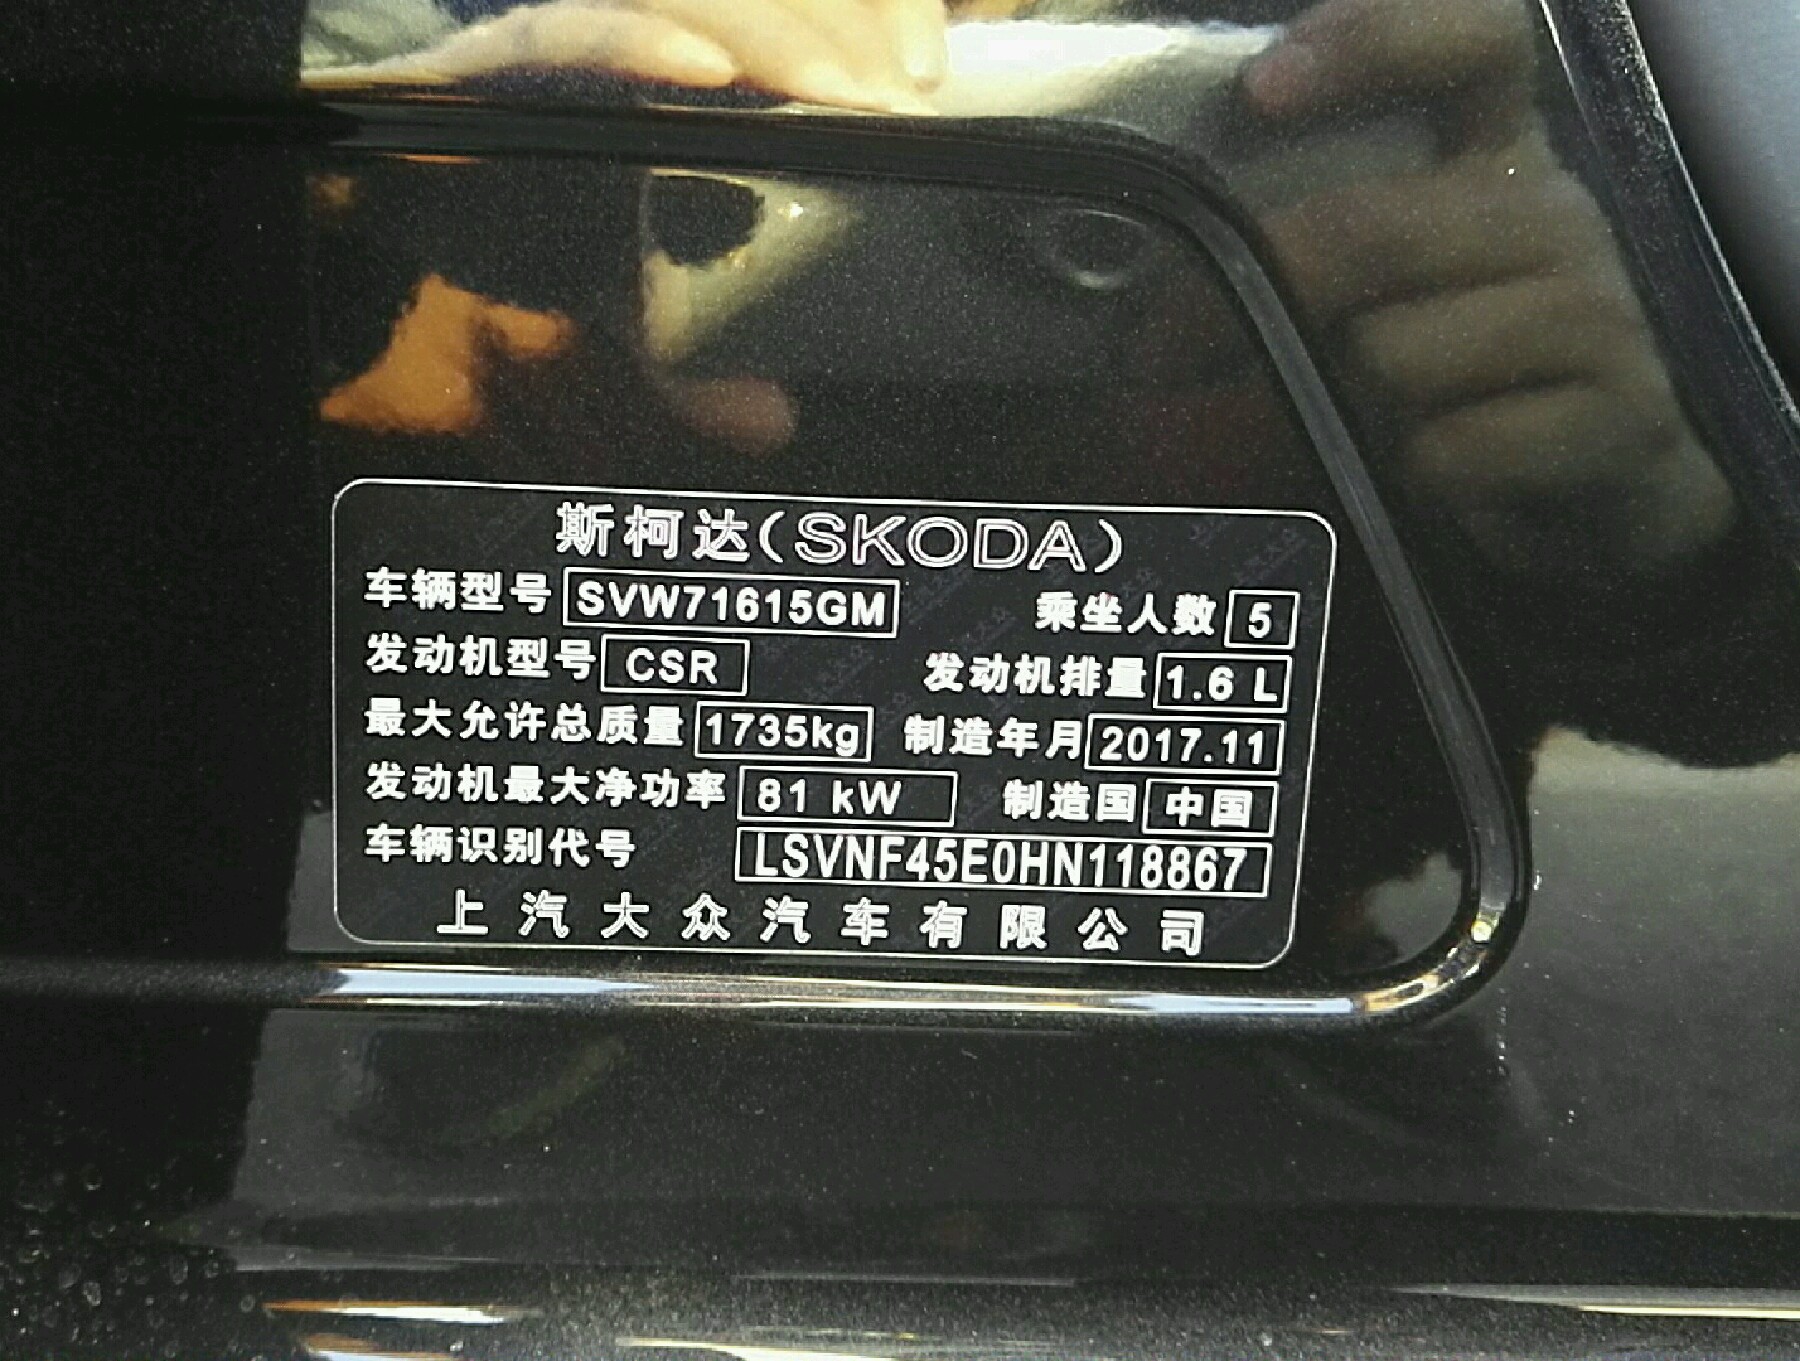 斯柯达(SKODA)
车辆型号 SVW71615GM 乘坐人数 5
发动机型号 CSR 发动机排量 1.6 L
最大允许总质量 1735kg 制造年月 2017.11
发动机最大净功率 81 kW 制造国 中国
车辆识别代号 LSVNF45E0HN118867
上汽大众汽车有限公司